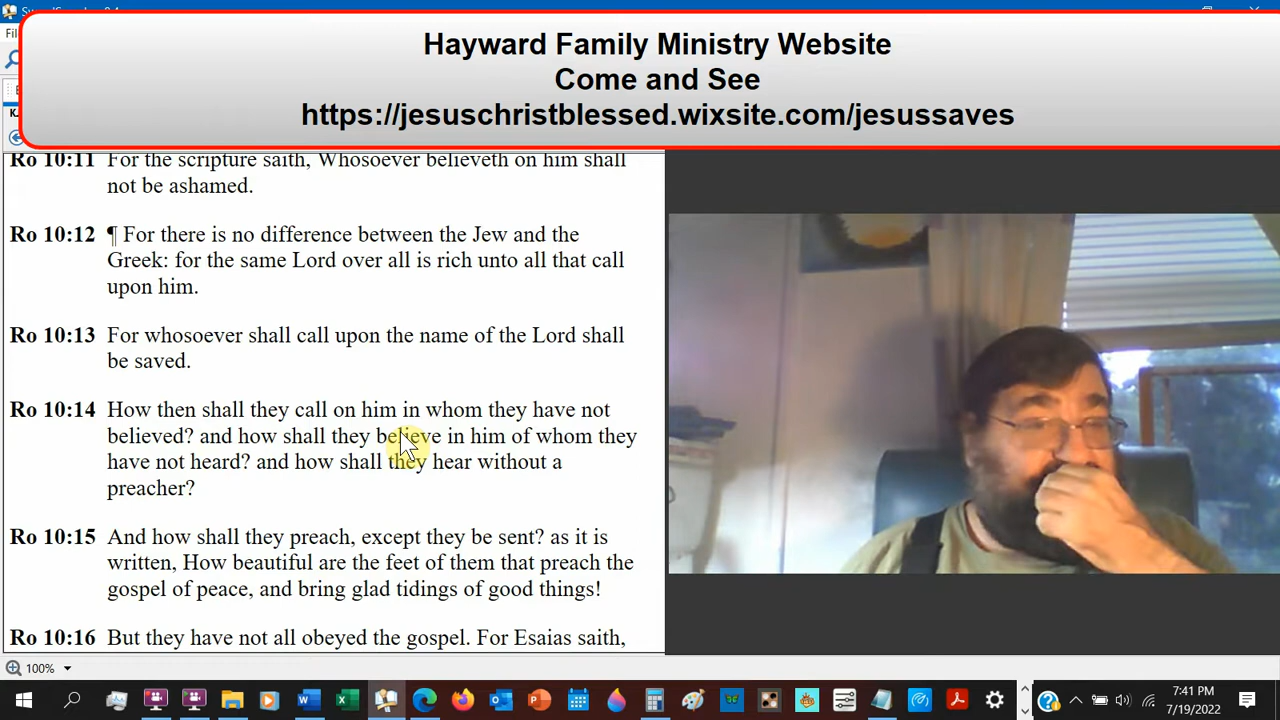 Hayward Family Ministry Website
Come and See
https://jesuschristblessed.wixsite.com/jesussaves
Ro 10:11 For the scripture saith, Whosoever believeth on him shall
not be ashamed.
Ro 10:12 ¶ For there is no difference between the Jew and the
Greek: for the same Lord over all is rich unto all that call
upon him.
Ro 10:13 For whosoever shall call upon the name of the Lord shall
be saved.
Ro 10:14 How then shall they call on him in whom they have not
believed? and how shall they believe in him of whom they
have not heard? and how shall they hear without a
preacher?
Ro 10:15 And how shall they preach, except they be sent? as it is
written, How beautiful are the feet of them that preach the
gospel of peace, and bring glad tidings of good things!
Ro 10:16 But they have not all obeyed the gospel. For Esaias saith,
100%
7:41 PM
7/19/2022